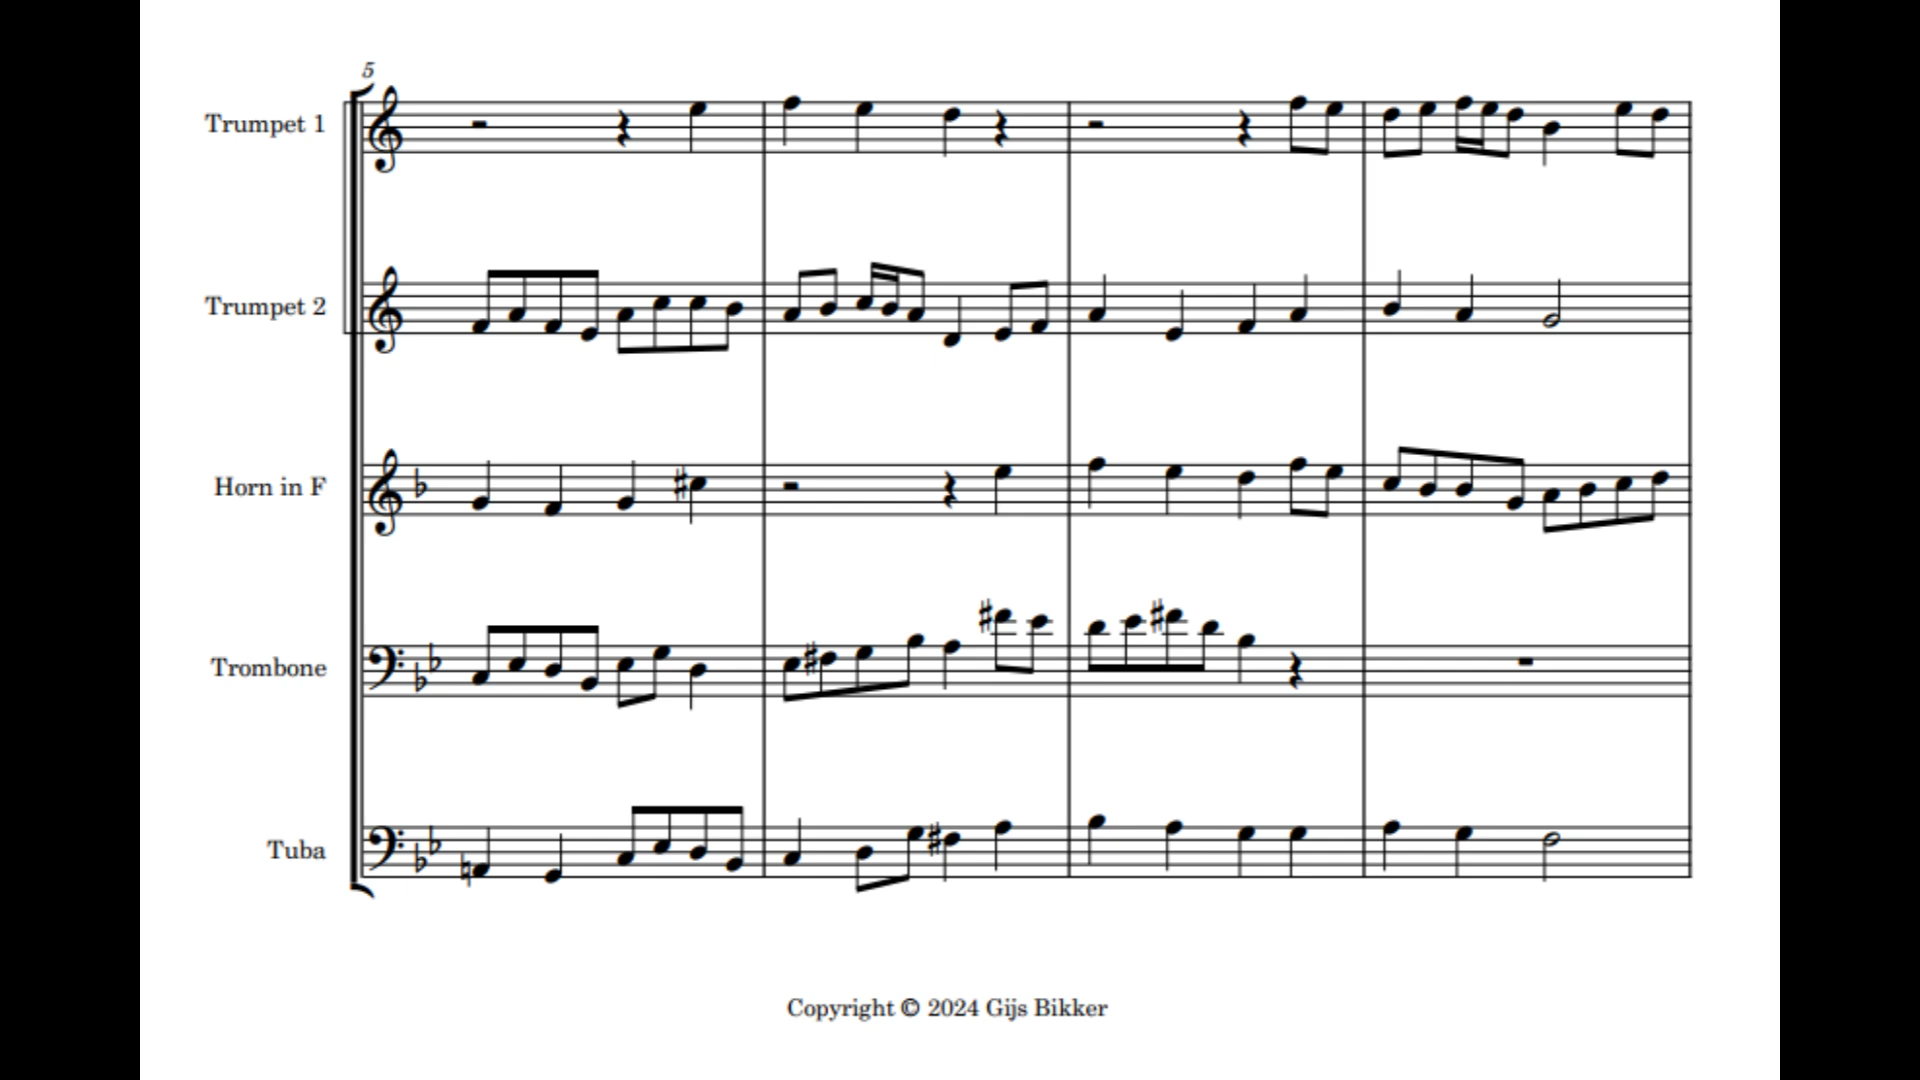 5
Trumpet 1
Trumpet 2
Horn in F
Trombone
Tuba
Copyright © 2024 Gijs Bikker